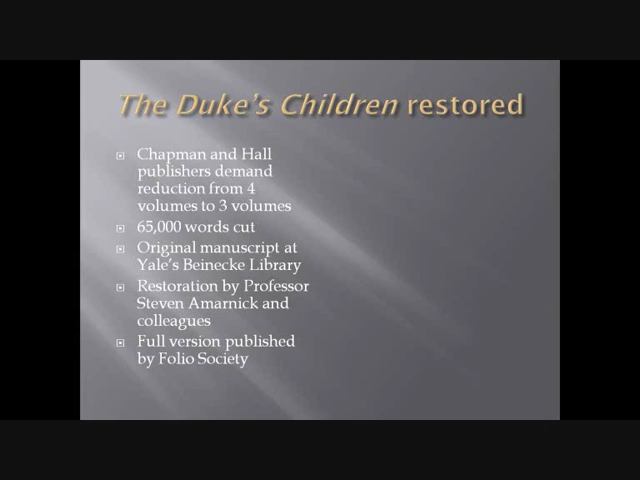 The Duke's Children restored
Chapman and Hall
publishers demand
reduction from 4
volumes to 3 volumes
65,000 words cut
Original manuscript at
Yale's Beinecke Library
Restoration by Professor
Steven Amarnick and
colleagues
Full version published
by Folio Society